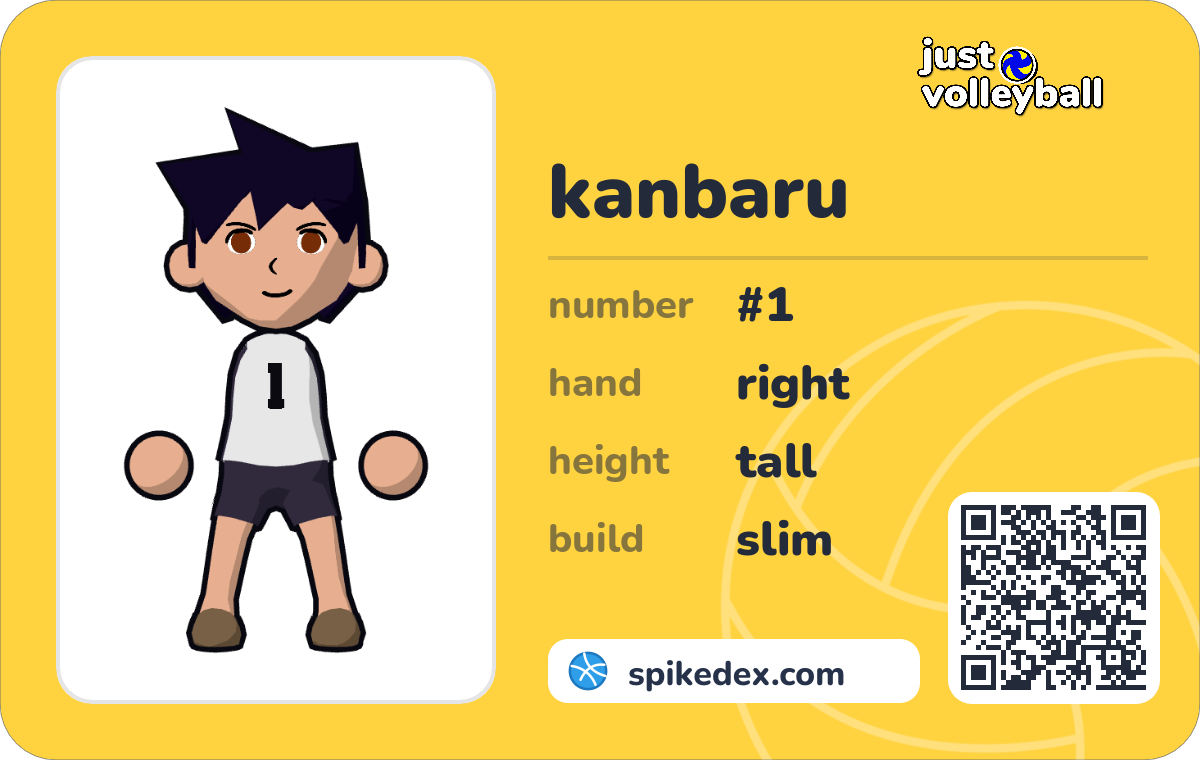 just
volleyball
kanbaru
number #1
hand right
height tall
build slim
1
spikedex.com